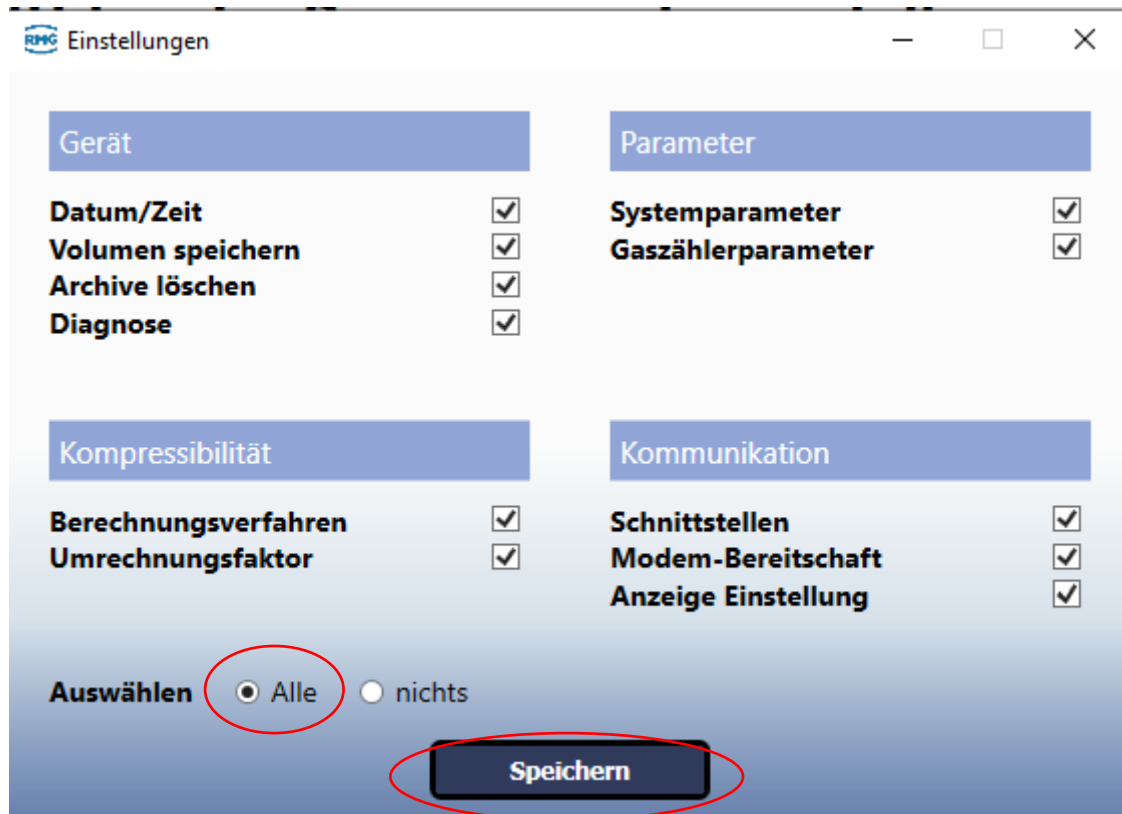 RMG Einstellungen
Gerät
Datum/Zeit
Volumen speichern
Archive löschen
Diagnose
Parameter
Systemparameter
Gaszählerparameter
Kompressibilität
Berechnungsverfahren
Umrechnungsfaktor
Kommunikation
Schnittstellen
Modem-Bereitschaft
Anzeige Einstellung
Auswählen Alle nichts
Speichern